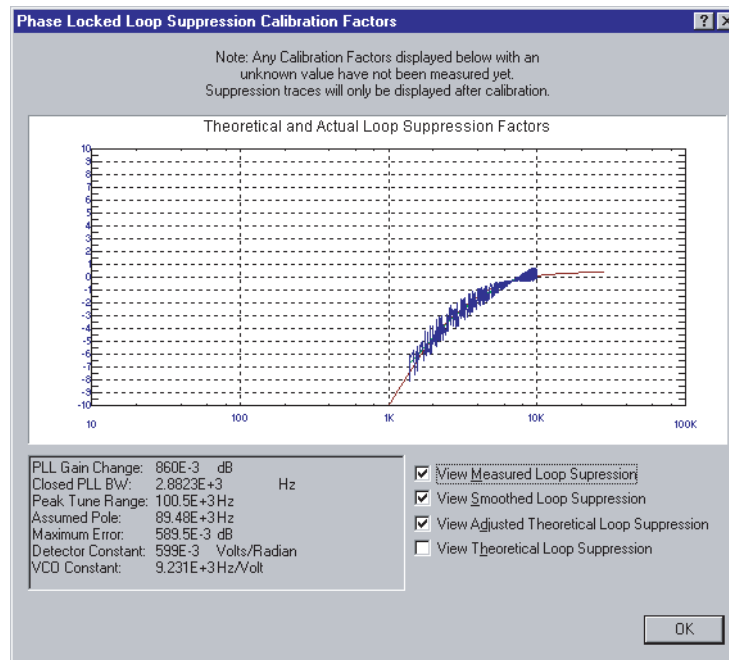 Phase Locked Loop Suppression Calibration Factors
Note: Any Calibration Factors displayed below with an
unknown value have not been measured yet.
Suppression traces will only be displayed after calibration.
Theoretical and Actual Loop Suppression Factors
10
9
8
7
6
5
4
3
2
1
0
-1
-2
-3
-4
-5
-6
-7
-8
-9
-10
10
100
1K
10K
100K
PLL Gain Change: 860E-3 dB
Closed PLL BW: 2.8823E+3 Hz
Peak Tune Range: 100.5E+3Hz
Assumed Pole: 89.48E+3Hz
Maximum Error: 589.5E-3 dB
Detector Constant: 599E-3 Volts/Radian
VCO Constant: 9.231E+3Hz/Volt
View Measured Loop Supression
View Smoothed Loop Suppression
View Adjusted Theoretical Loop Suppression
View Theoretical Loop Suppression
OK